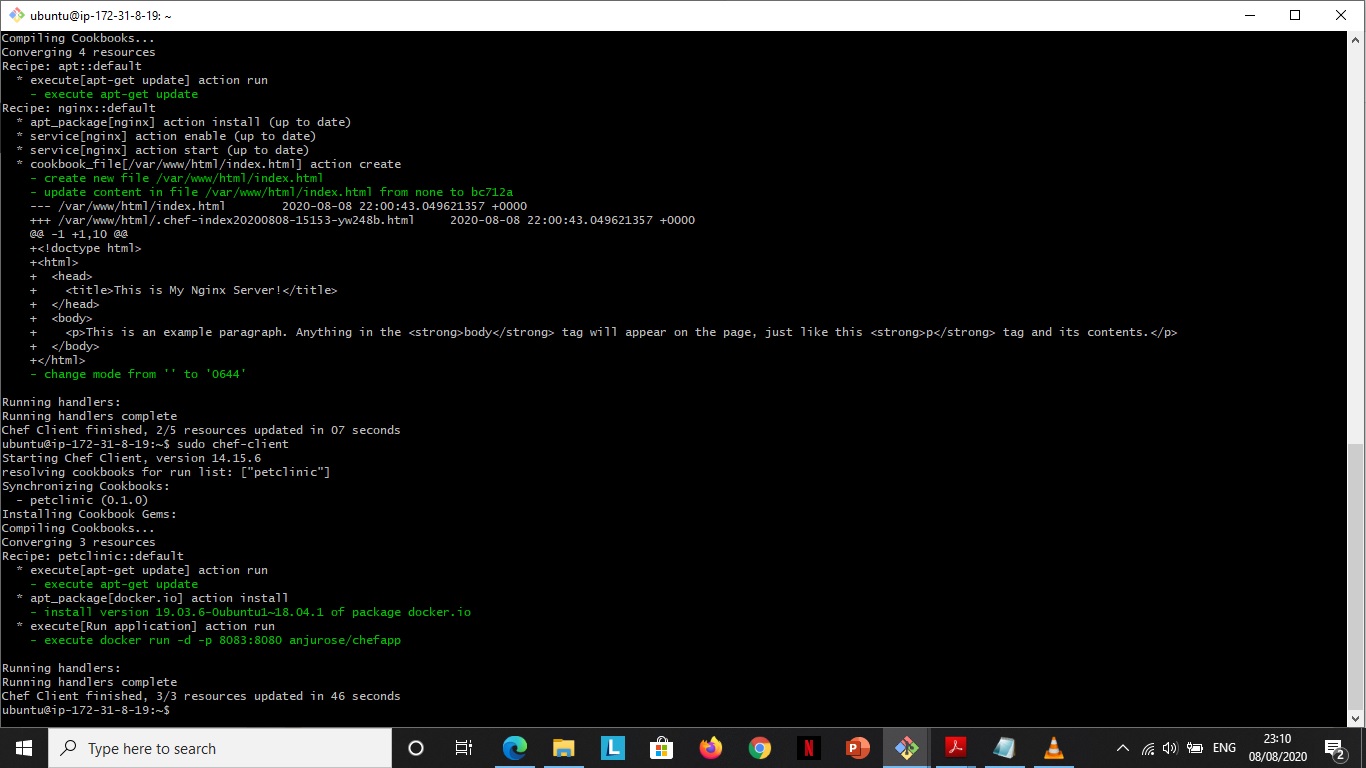 ubuntu@ip-172-31-8-19: ~
Compiling Cookbooks...
Converging 4 resources
Recipe: apt::default
  * execute[apt-get update] action run
    - execute apt-get update
Recipe: nginx::default
  * apt_package[nginx] action install (up to date)
  * service[nginx] action enable (up to date)
  * service[nginx] action start (up to date)
  * cookbook_file[/var/www/html/index.html] action create
    - create new file /var/www/html/index.html
    - update content in file /var/www/html/index.html from none to bc712a
    --- /var/www/html/index.html        2020-08-08 22:00:43.049621357 +0000
    +++ /var/www/html/.chef-index20200808-15153-yw248b.html     2020-08-08 22:00:43.049621357 +0000
    @@ -1 +1,10 @@
    +<!doctype html>
    +<html>
    +  <head>
    +    <title>This is My Nginx Server!</title>
    +  </head>
    +  <body>
    +    <p>This is an example paragraph. Anything in the <strong>body</strong> tag will appear on the page, just like this <strong>p</strong> tag and its contents.</p>
    +  </body>
    +</html>
    - change mode from '' to '0644'
Running handlers:
Running handlers complete
Chef Client finished, 2/5 resources updated in 07 seconds
ubuntu@ip-172-31-8-19:~$ sudo chef-client
Starting Chef Client, version 14.15.6
resolving cookbooks for run list: ["petclinic"]
Synchronizing Cookbooks:
  - petclinic (0.1.0)
Installing Cookbook Gems:
Compiling Cookbooks...
Converging 3 resources
Recipe: petclinic::default
  * execute[apt-get update] action run
    - execute apt-get update
  * apt_package[docker.io] action install
    - install version 19.03.6-0ubuntu1~18.04.1 of package docker.io
  * execute[Run application] action run
    - execute docker run -d -p 8083:8080 anjurose/chefapp
Running handlers:
Running handlers complete
Chef Client finished, 3/3 resources updated in 46 seconds
ubuntu@ip-172-31-8-19:~$
Type here to search
L
N
P
ENG
23:10
08/08/2020
2